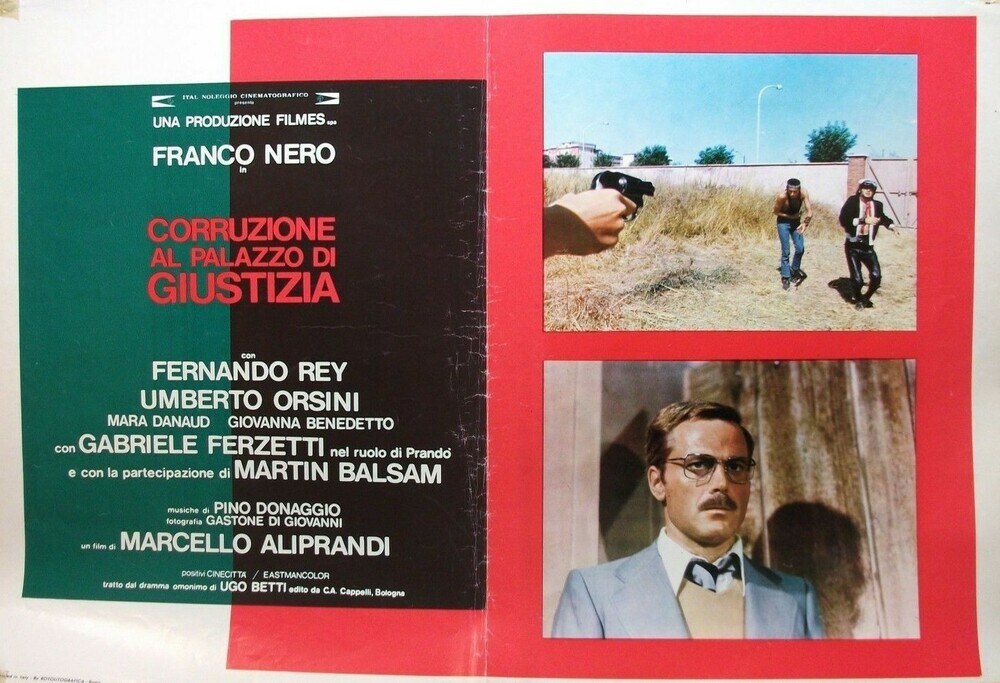 ITAL NOLEGGIO CINEMATOGRAFICO
presenta
UNA PRODUZIONE FILMES spa
FRANCO NERO
in
CORRUZIONE
AL PALAZZO DI
GIUSTIZIA
con
FERNANDO REY
UMBERTO ORSINI
MARA DANAUD GIOVANNA BENEDETTO
con GABRIELE FERZETTI nel ruolo di Prandò
e con la partecipazione di MARTIN BALSAM
musiche di PINO DONAGGIO
fotografia GASTONE DI GIOVANNI
un film di MARCELLO ALIPRANDI
positivi CINECITTÀ / EASTMANCOLOR
tratto dal dramma omonimo di UGO BETTI edito da C.A. Cappelli, Bologna